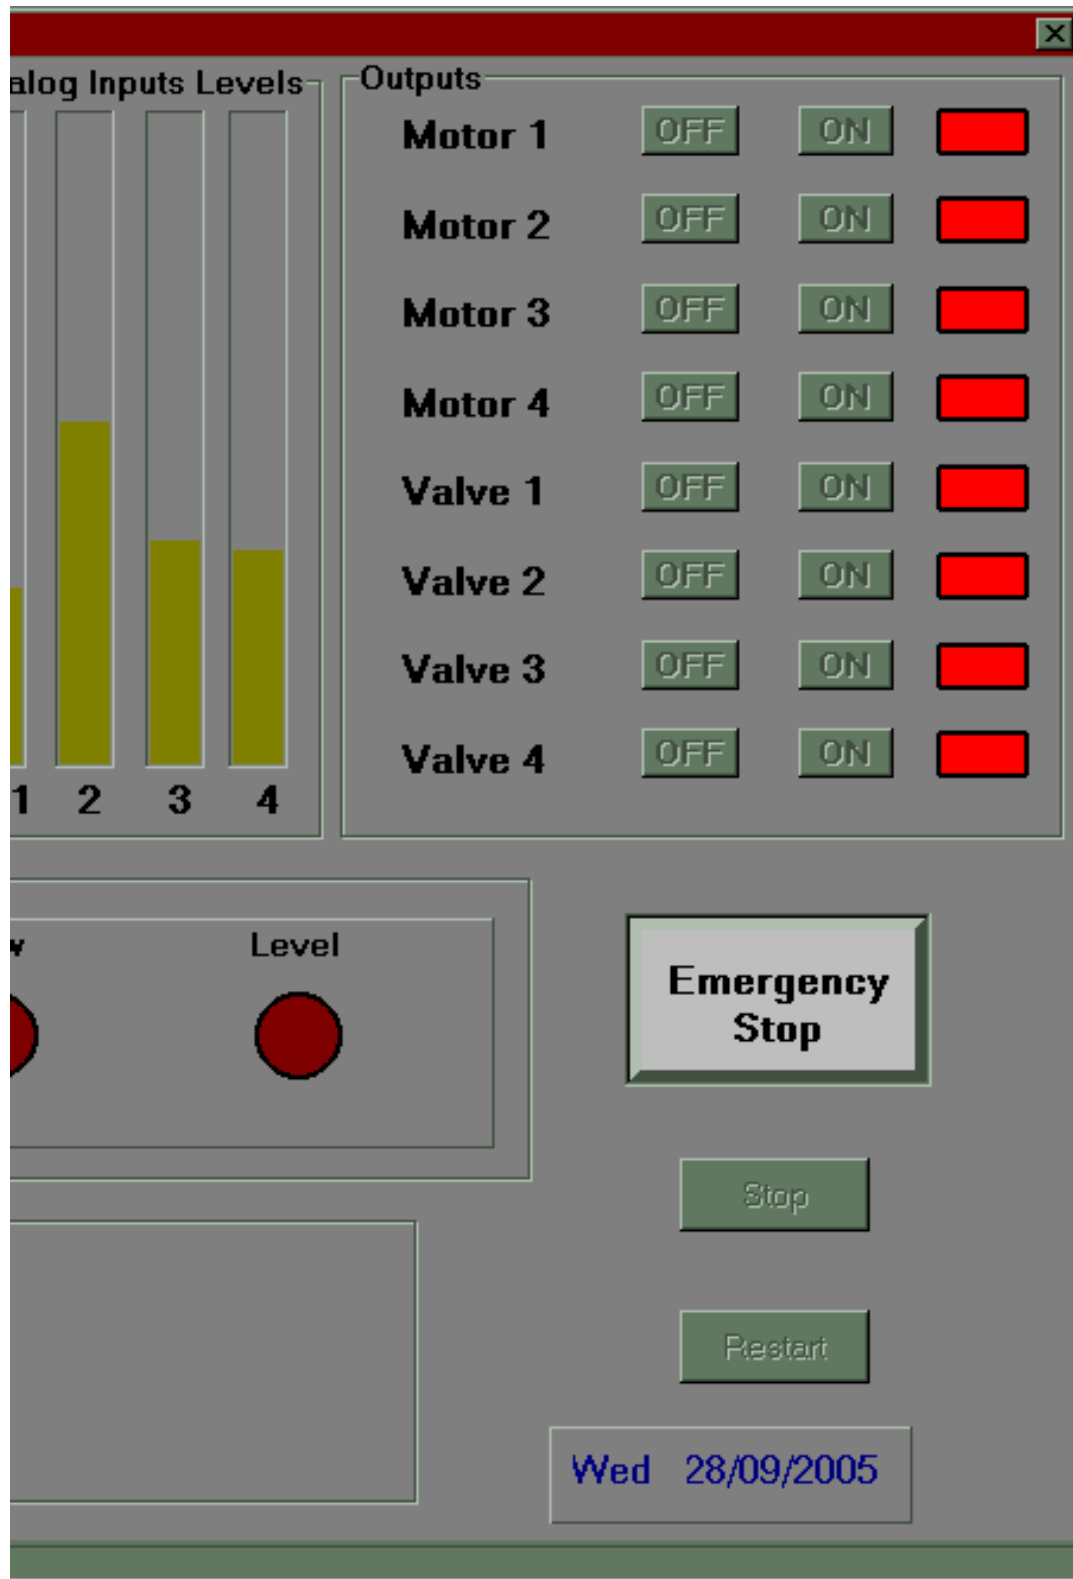 alog Inputs Levels
1 2 3 4
Outputs
Motor 1 OFF ON
Motor 2 OFF ON
Motor 3 OFF ON
Motor 4 OFF ON
Valve 1 OFF ON
Valve 2 OFF ON
Valve 3 OFF ON
Valve 4 OFF ON
Level
Emergency
Stop
Stop
Restart
Wed 28/09/2005